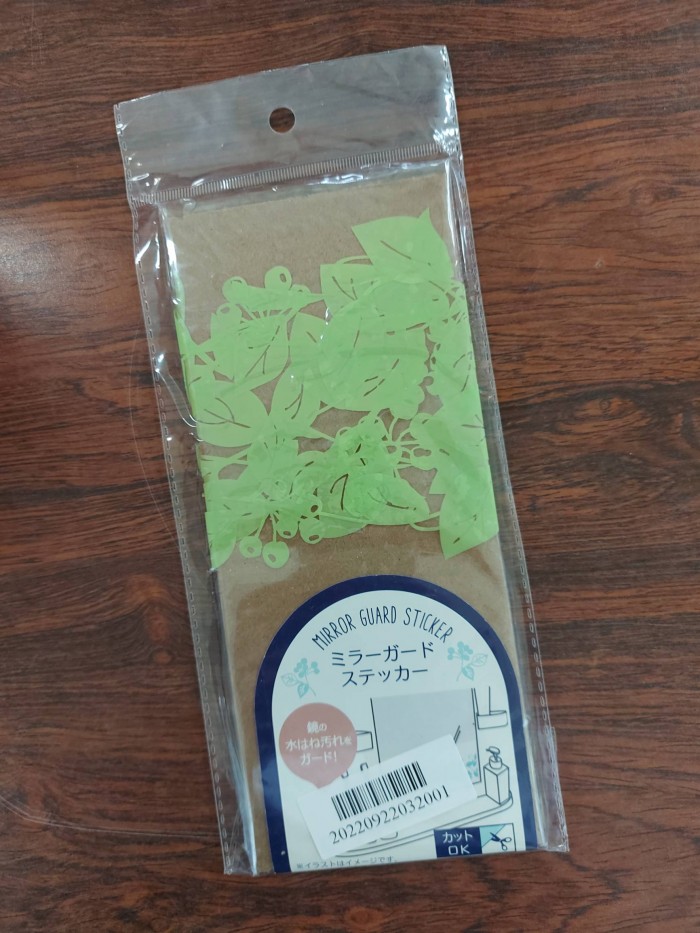 MIRROR GUARD STICKER
ミラーガード
ステッカー
鏡の
水はね汚れを
ガード!
20220922032001
カット
OK
※イラストはイメージです。